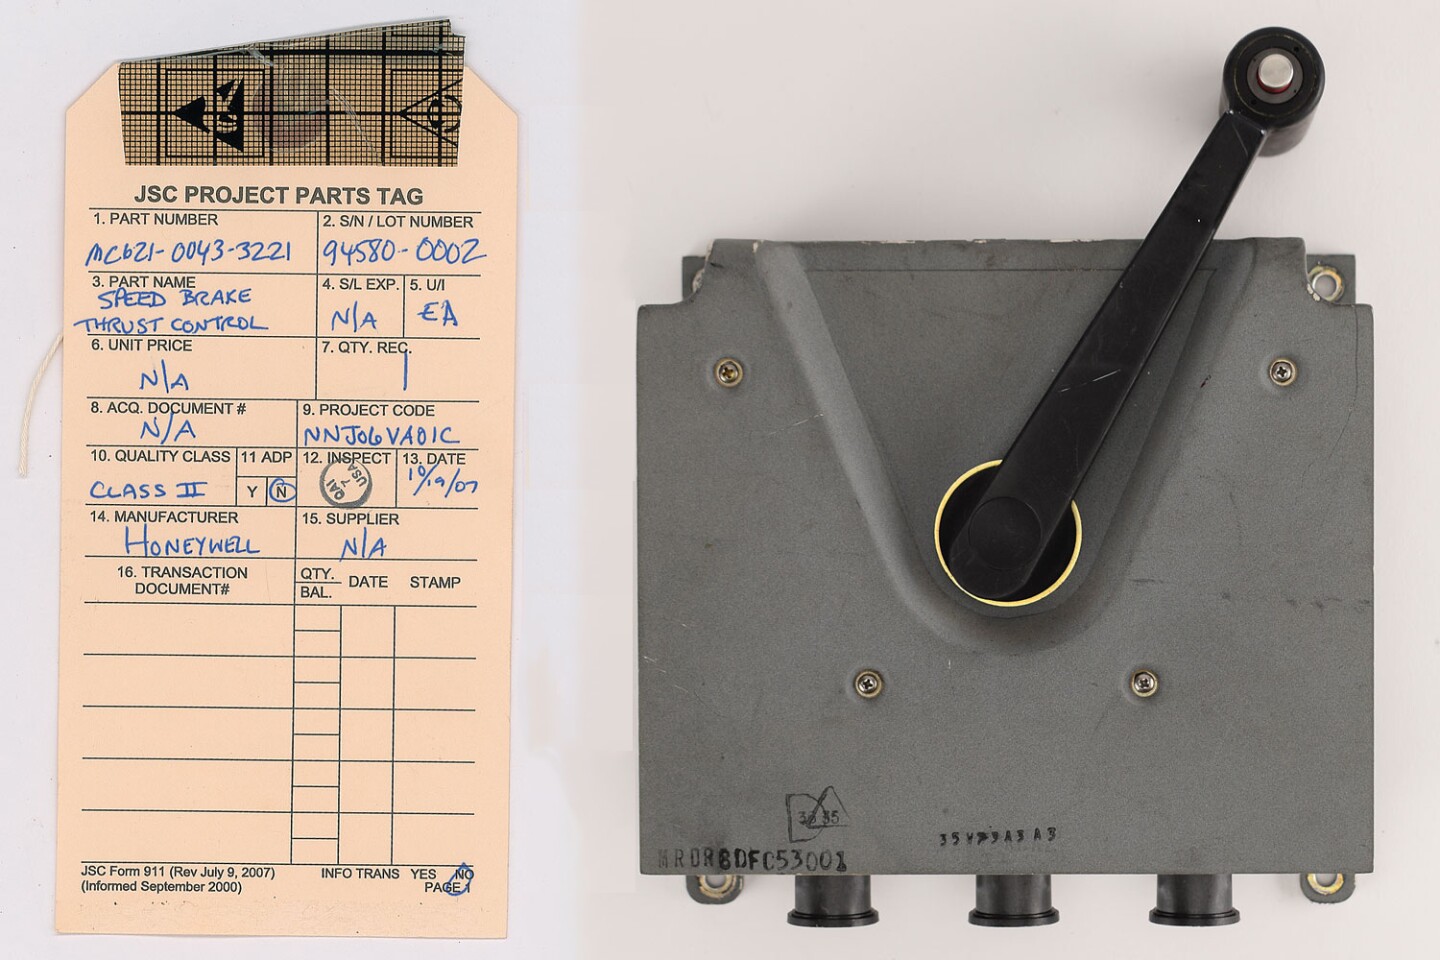 JSC PROJECT PARTS TAG
1. PART NUMBER
MC621-0043-3221
2. S/N / LOT NUMBER
94580-0002
3. PART NAME
SPEED BRAKE
THRUST CONTROL
4. S/L EXP.
N/A
5. U/I
EA
6. UNIT PRICE
N/A
7. QTY. REC.
1
8. ACQ. DOCUMENT #
N/A
9. PROJECT CODE
NNJ06VA01C
10. QUALITY CLASS
CLASS II
11 ADP
Y N
12. INSPECT
QAI
USA
7
13. DATE
10/19/07
14. MANUFACTURER
HONEYWELL
15. SUPPLIER
N/A
16. TRANSACTION
DOCUMENT#
QTY.
BAL.
DATE
STAMP
JSC Form 911 (Rev July 9, 2007)
(Informed September 2000)
INFO TRANS YES NO
PAGE 1